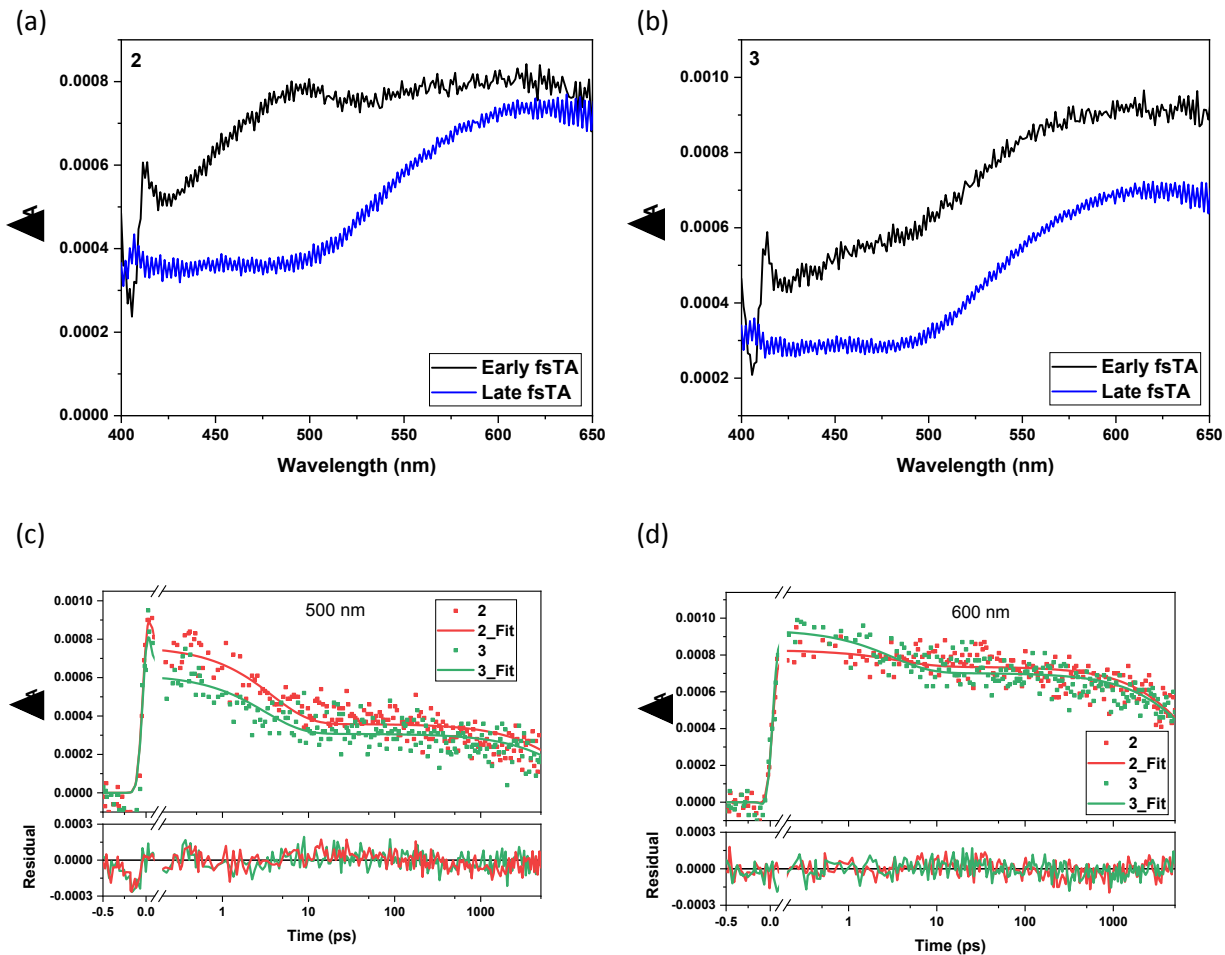 (a)
2
0.0008
0.0006
0.0004
0.0002
0.0000
A
Early fsTA
Late fsTA
400 450 500 550 600 650
Wavelength (nm)
(b)
3
0.0010
0.0008
0.0006
0.0004
0.0002
A
Early fsTA
Late fsTA
400 450 500 550 600 650
Wavelength (nm)
(c)
500 nm
0.0010
0.0008
0.0006
0.0004
0.0002
0.0000
A
2
2_Fit
3
3_Fit
0.0003
0.0000
-0.0003
Residual
-0.5 0.0 1 10 100 1000
Time (ps)
(d)
600 nm
0.0010
0.0008
0.0006
0.0004
0.0002
0.0000
A
2
2_Fit
3
3_Fit
0.0003
0.0000
-0.0003
Residual
-0.5 0.0 1 10 100 1000
Time (ps)